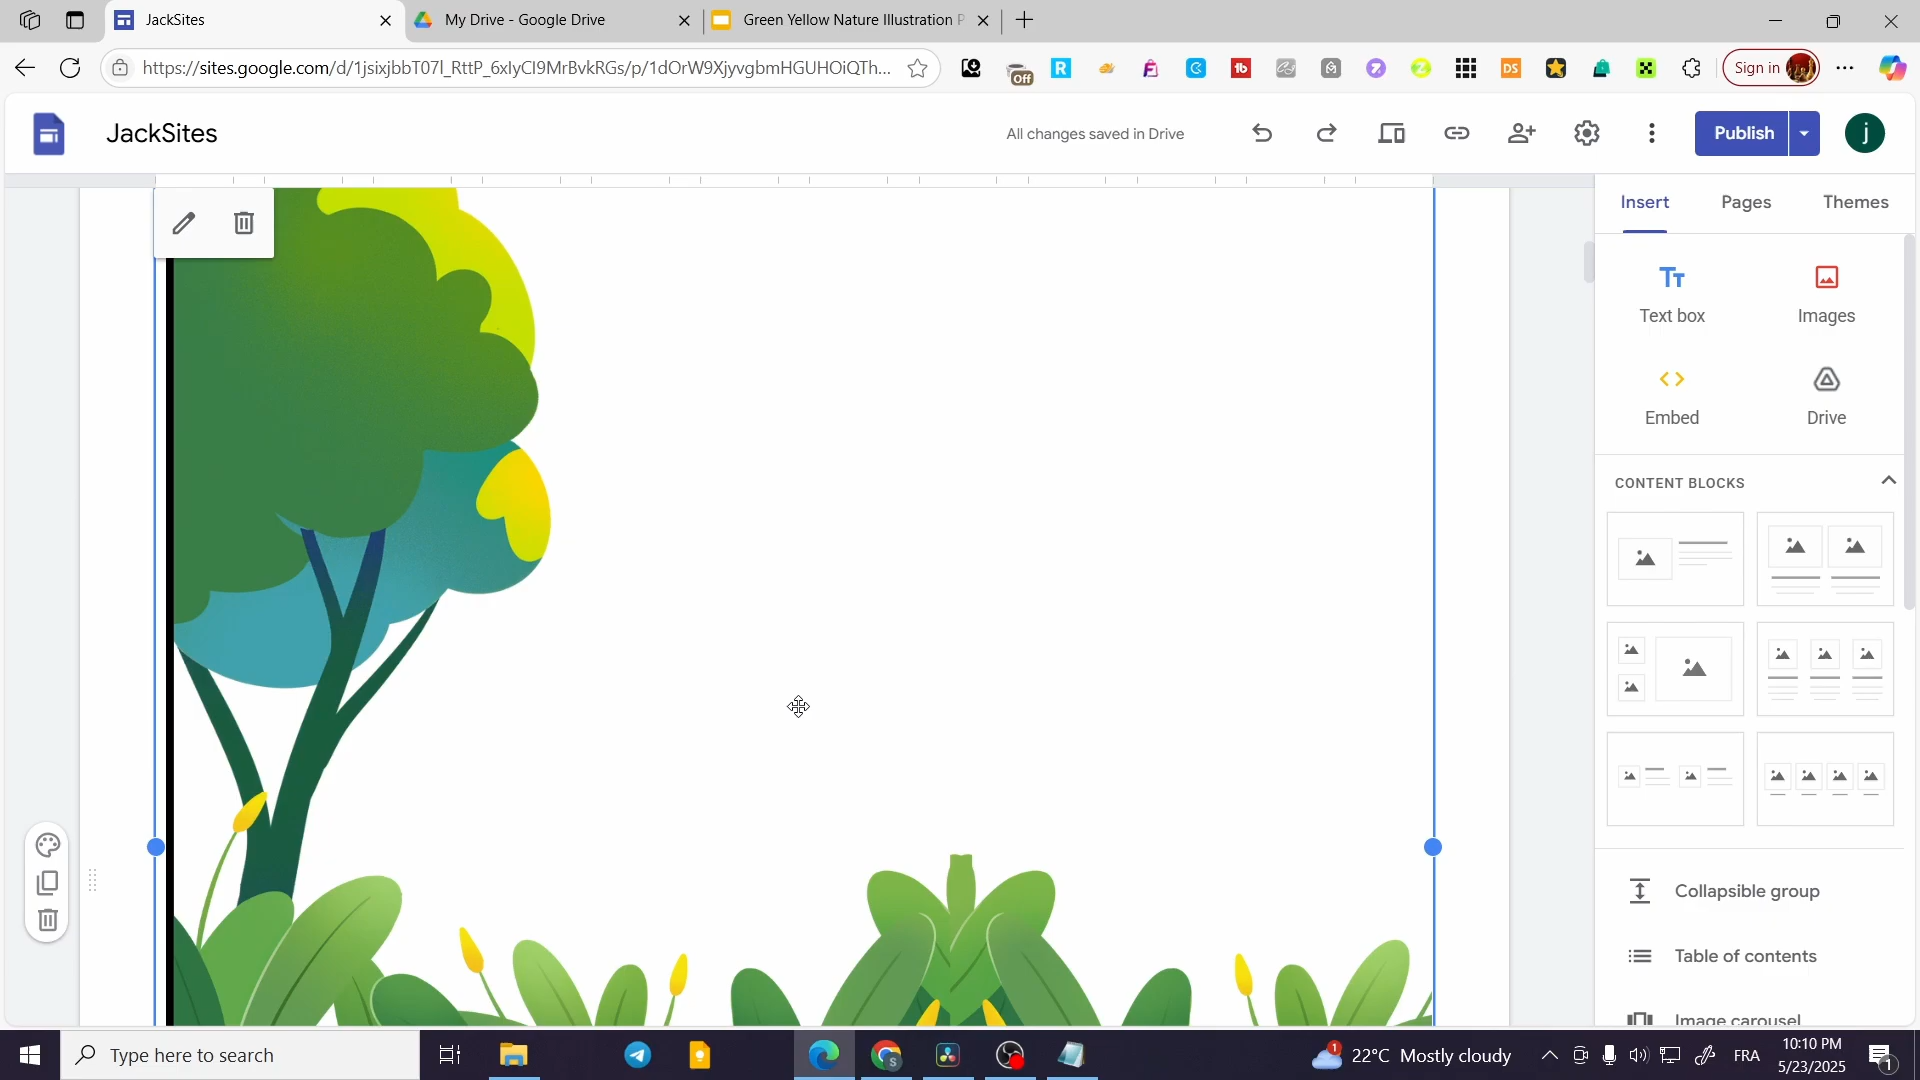 JackSites
My Drive - Google Drive
Green Yellow Nature Illustration P
https://sites.google.com/d/1jsixjbbT07l_RttP_6xIyCI9MrBvkRGs/p/1dOrW9XjyvgbmHGUHOiQTh...
Off
Sign in
JackSites
All changes saved in Drive
Publish
j
Insert
Pages
Themes
Text box
Images
Embed
Drive
CONTENT BLOCKS
Collapsible group
Table of contents
Image carousel
Type here to search
22°C Mostly cloudy
FRA
10:10 PM
5/23/2025